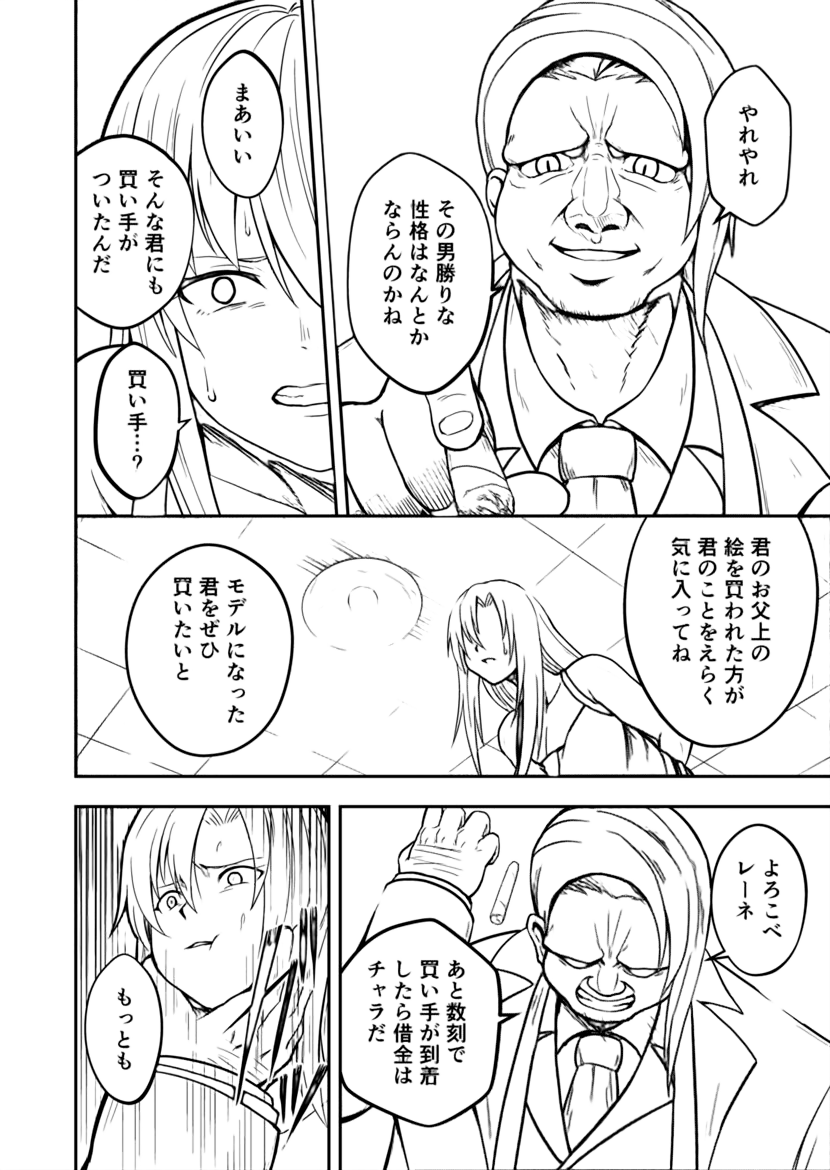 やれやれ
その男勝りな
性格はなんとか
ならんのかね
まあいい
そんな君にも
買い手が
ついたんだ
買い手…?
君のお父上の
絵を買われた方が
君のことをえらく
気に入ってね
モデルになった
君をぜひ
買いたいと
よろこべ
レーネ
あと数刻で
買い手が到着
したら借金は
チャラだ
もっとも